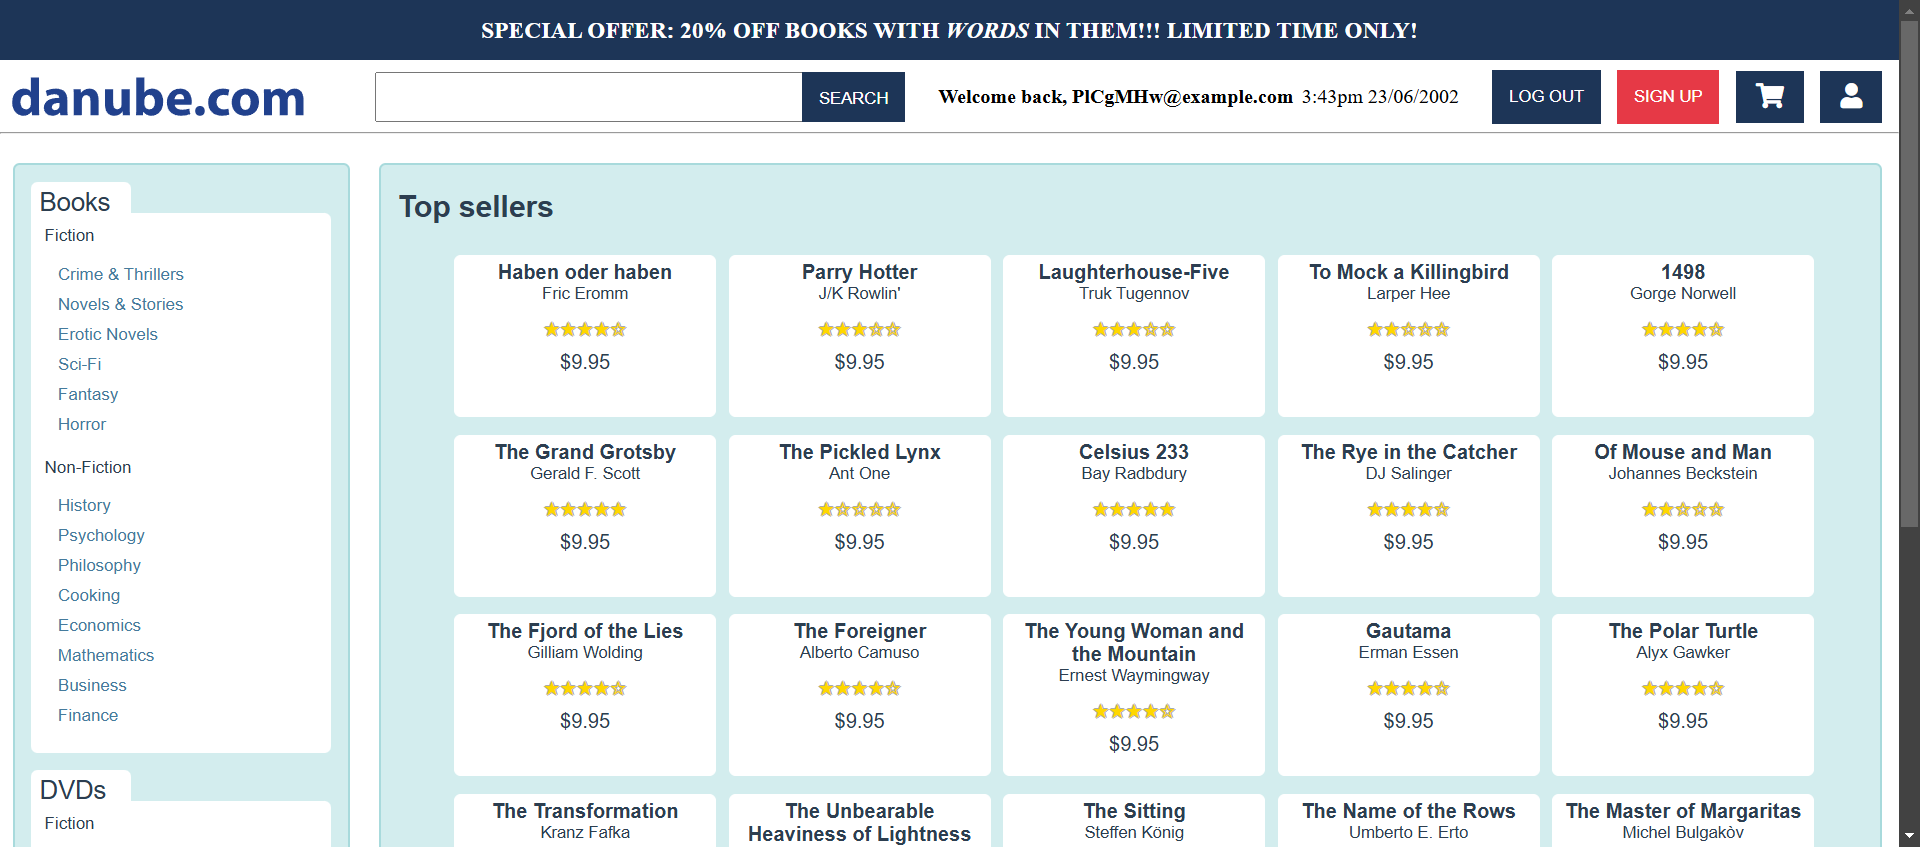 SPECIAL OFFER: 20% OFF BOOKS WITH WORDS IN THEM!!! LIMITED TIME ONLY!
danube.com
SEARCH
Welcome back, PlCgMHw@example.com 3:43pm 23/06/2002
LOG OUT
SIGN UP
Books
Fiction
Crime & Thrillers
Novels & Stories
Erotic Novels
Sci-Fi
Fantasy
Horror
Non-Fiction
History
Psychology
Philosophy
Cooking
Economics
Mathematics
Business
Finance
DVDs
Fiction
Top sellers
Haben oder haben
Fric Eromm
$9.95
Parry Hotter
J/K Rowlin'
$9.95
Laughterhouse-Five
Truk Tugennov
$9.95
To Mock a Killingbird
Larper Hee
$9.95
1498
Gorge Norwell
$9.95
The Grand Grotsby
Gerald F. Scott
$9.95
The Pickled Lynx
Ant One
$9.95
Celsius 233
Bay Radbdury
$9.95
The Rye in the Catcher
DJ Salinger
$9.95
Of Mouse and Man
Johannes Beckstein
$9.95
The Fjord of the Lies
Gilliam Wolding
$9.95
The Foreigner
Alberto Camuso
$9.95
The Young Woman and
the Mountain
Ernest Waymingway
$9.95
Gautama
Erman Essen
$9.95
The Polar Turtle
Alyx Gawker
$9.95
The Transformation
Kranz Fafka
The Unbearable
Heaviness of Lightness
The Sitting
Steffen König
The Name of the Rows
Umberto E. Erto
The Master of Margaritas
Michel Bulgakòv